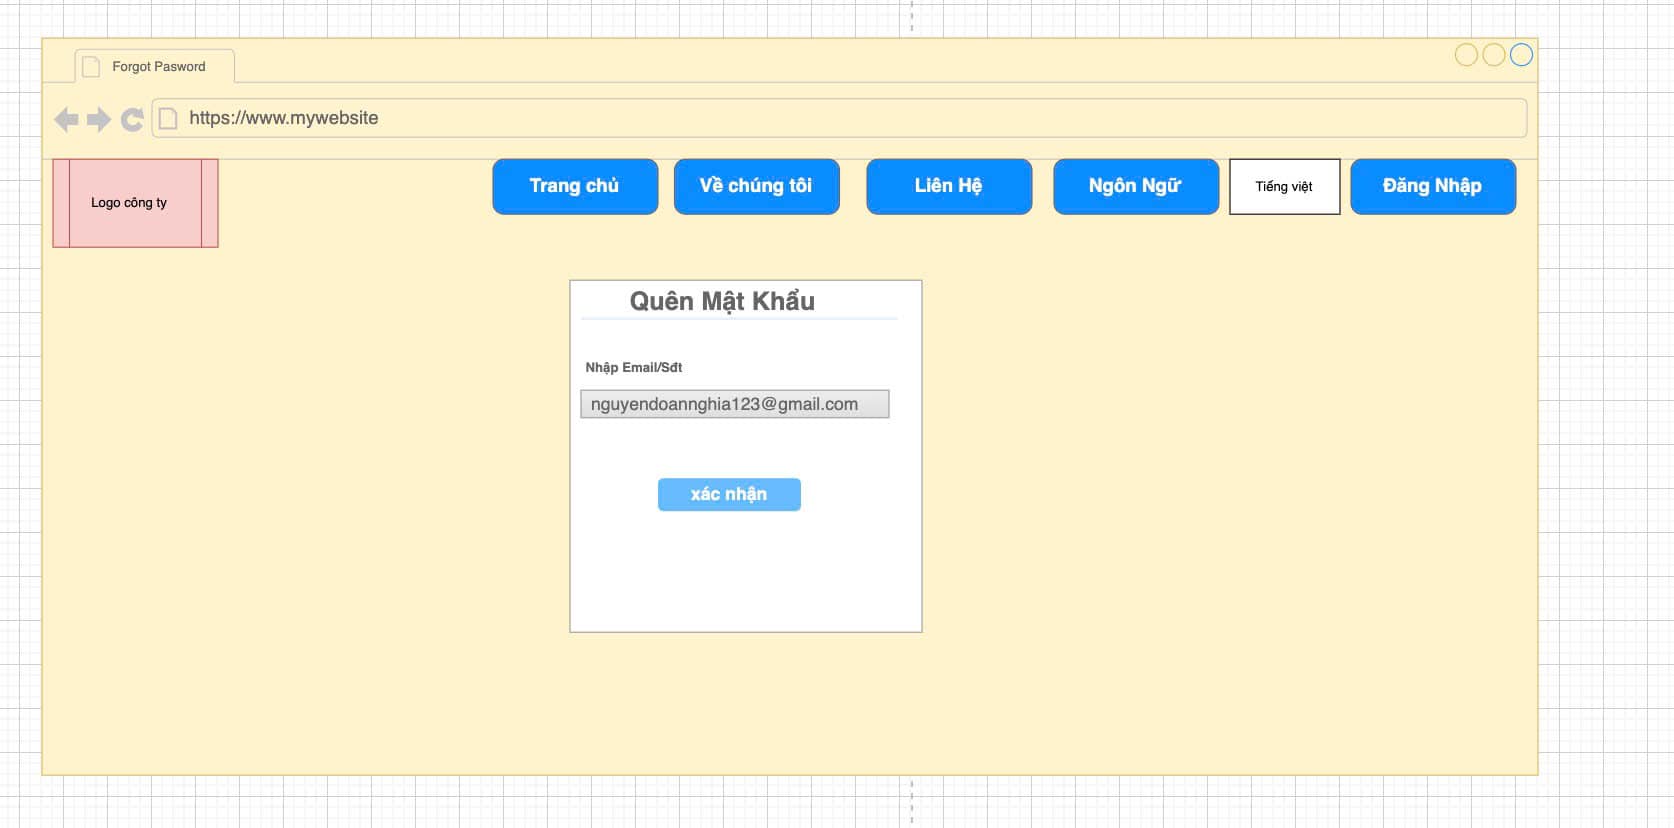 Forgot Pasword
https://www.mywebsite
Logo công ty
Trang chủ
Về chúng tôi
Liên Hệ
Ngôn Ngữ
Tiếng việt
Đăng Nhập
Quên Mật Khẩu
Nhập Email/Sđt
nguyendoannghia123@gmail.com
xác nhận